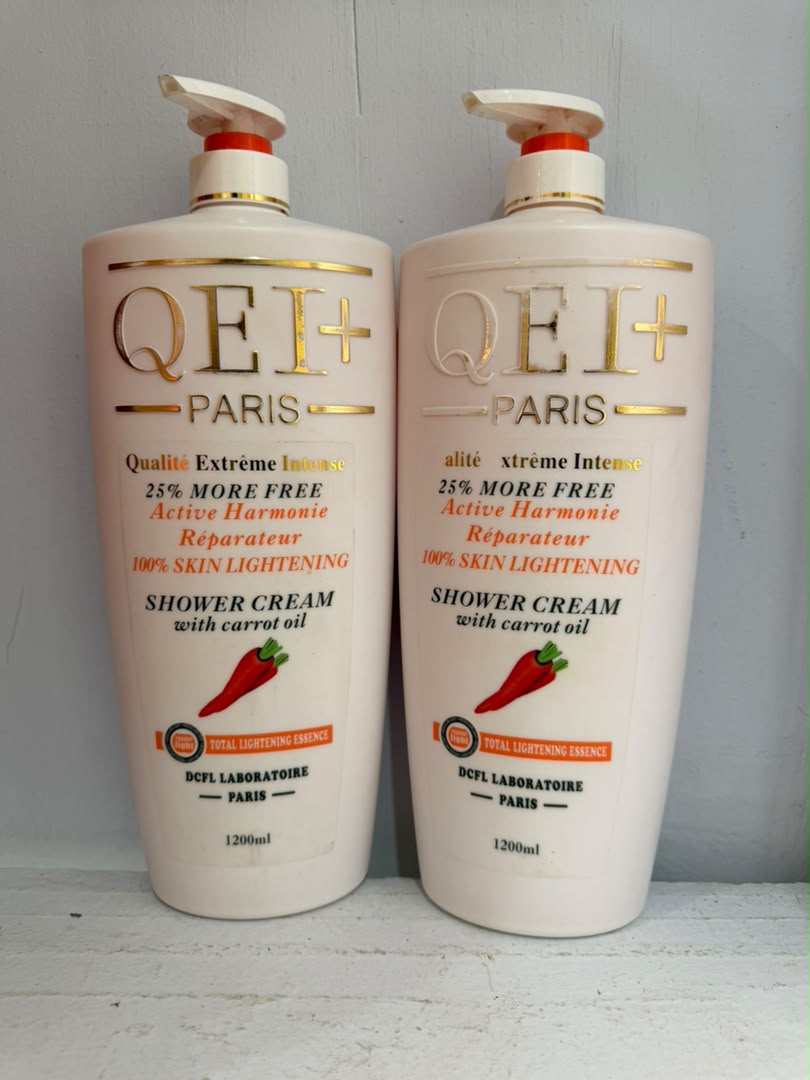 QEI+
PARIS
Qualité Extrême Intense
25% MORE FREE
Active Harmonie
Réparateur
100% SKIN LIGHTENING
SHOWER CREAM
with carrot oil
light
TOTAL LIGHTENING ESSENCE
DCFL LABORATOIRE
PARIS
1200ml
QEI+
PARIS
alité xtrême Intense
25% MORE FREE
Active Harmonie
Réparateur
100% SKIN LIGHTENING
SHOWER CREAM
with carrot oil
light
TOTAL LIGHTENING ESSENCE
DCFL LABORATOIRE
PARIS
1200ml